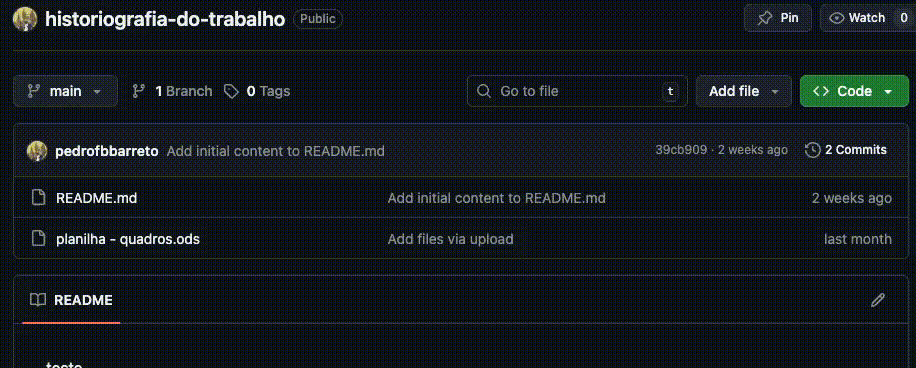 historiografia-do-trabalho Public Pin Watch 0
main 1 Branch 0 Tags Go to file t Add file Code
pedrofbbarreto Add initial content to README.md 39cb909 · 2 weeks ago 2 Commits
README.md Add initial content to README.md 2 weeks ago
planilha - quadros.ods Add files via upload last month
README